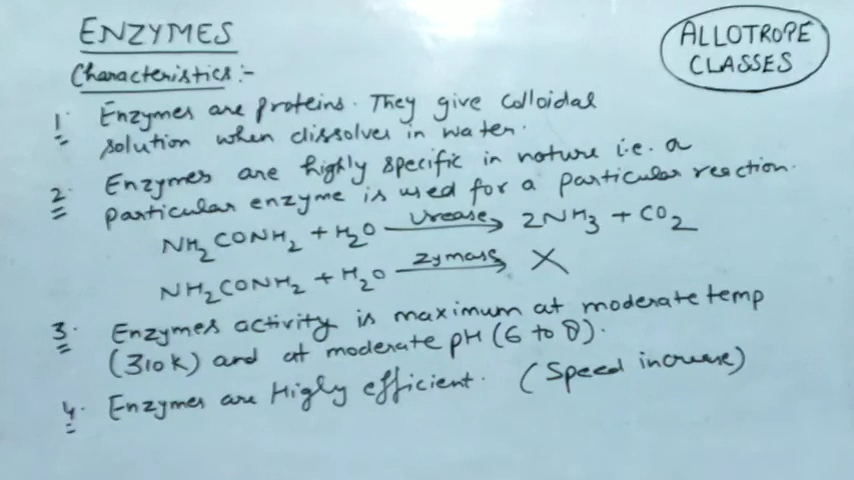 ENZYMES
ALLOTROPE
CLASSES
Characteristics:-
1. Enzymes are proteins. They give colloidal
solution when dissolves in water.
2. Enzymes are highly specific in nature i.e. a
particular enzyme is used for a particular reaction.
NH₂CONH₂ + H₂O —Urease→ 2NH₃ + CO₂
NH₂CONH₂ + H₂O —Zymase→ X
3. Enzymes activity is maximum at moderate temp
(310K) and at moderate pH (6 to 8).
4. Enzymes are Highly efficient. (Speed increase)